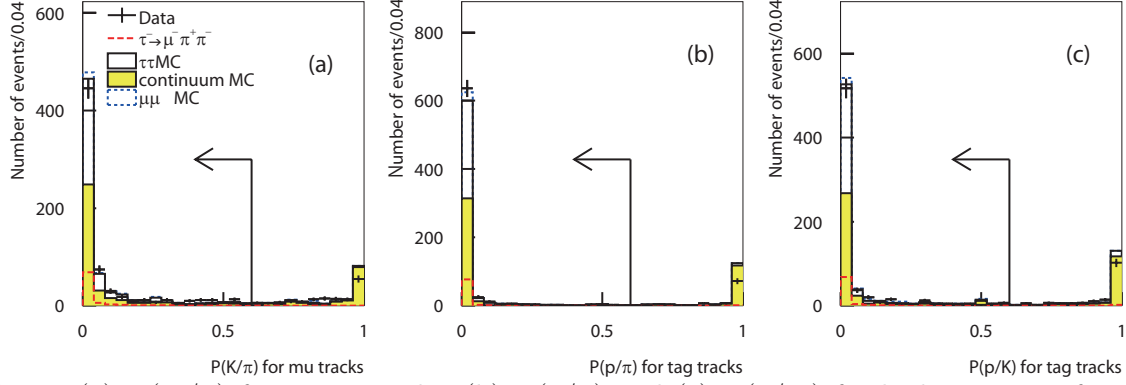 Number of events/0.04
600
400
200
0
Data
τ⁻→μ⁻π⁺π⁻
ττMC
continuum MC
μμ MC
(a)
0 0.5 1
P(K/π) for mu tracks
Number of events/0.04
800
600
400
200
0
(b)
0 0.5 1
P(p/π) for tag tracks
Number of events/0.04
600
400
200
0
(c)
0 0.5 1
P(p/K) for tag tracks